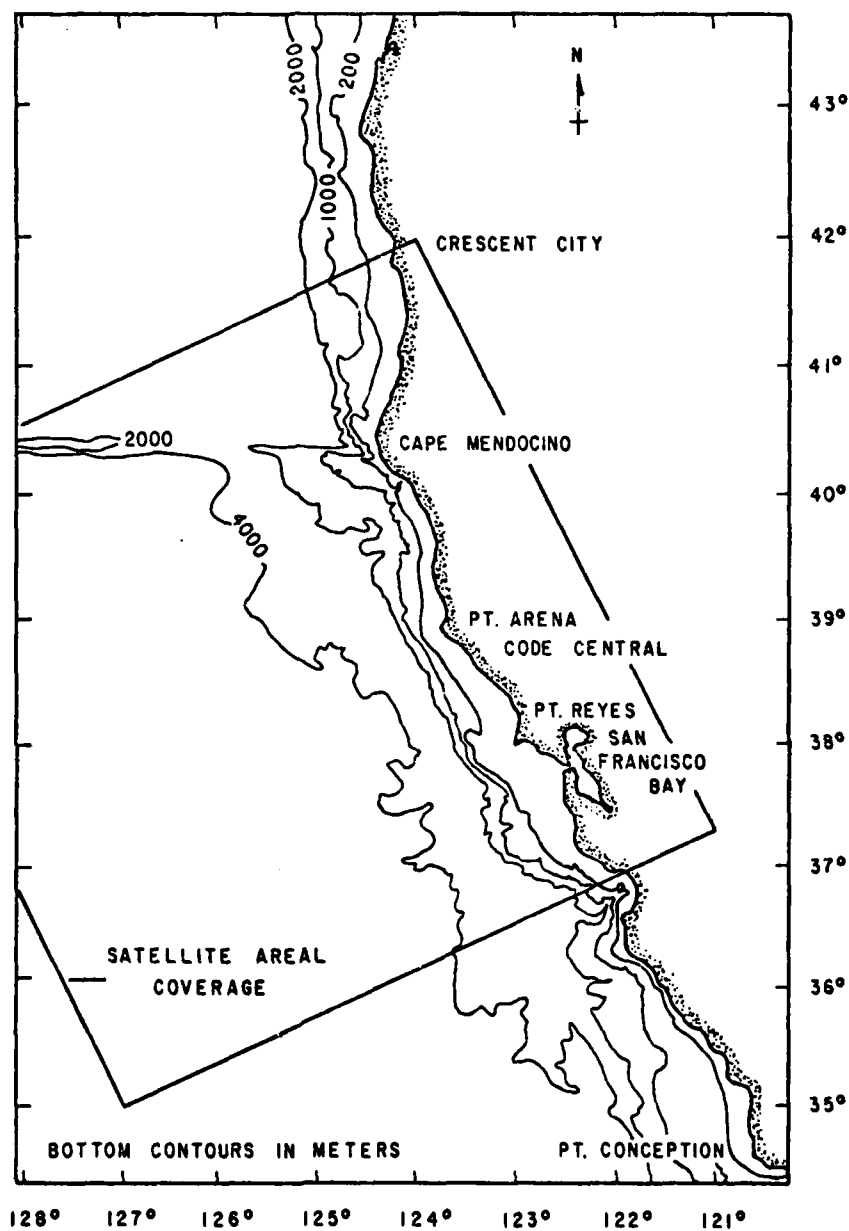 2000
200
N
43°
1000
42°
CRESCENT CITY
41°
2000
CAPE MENDOCINO
40°
4000
39°
PT. ARENA
CODE CENTRAL
PT. REYES
38°
SAN
FRANCISCO
BAY
37°
SATELLITE AREAL
COVERAGE
36°
35°
BOTTOM CONTOURS IN METERS
PT. CONCEPTION
128° 127° 126° 125° 124° 123° 122° 121°